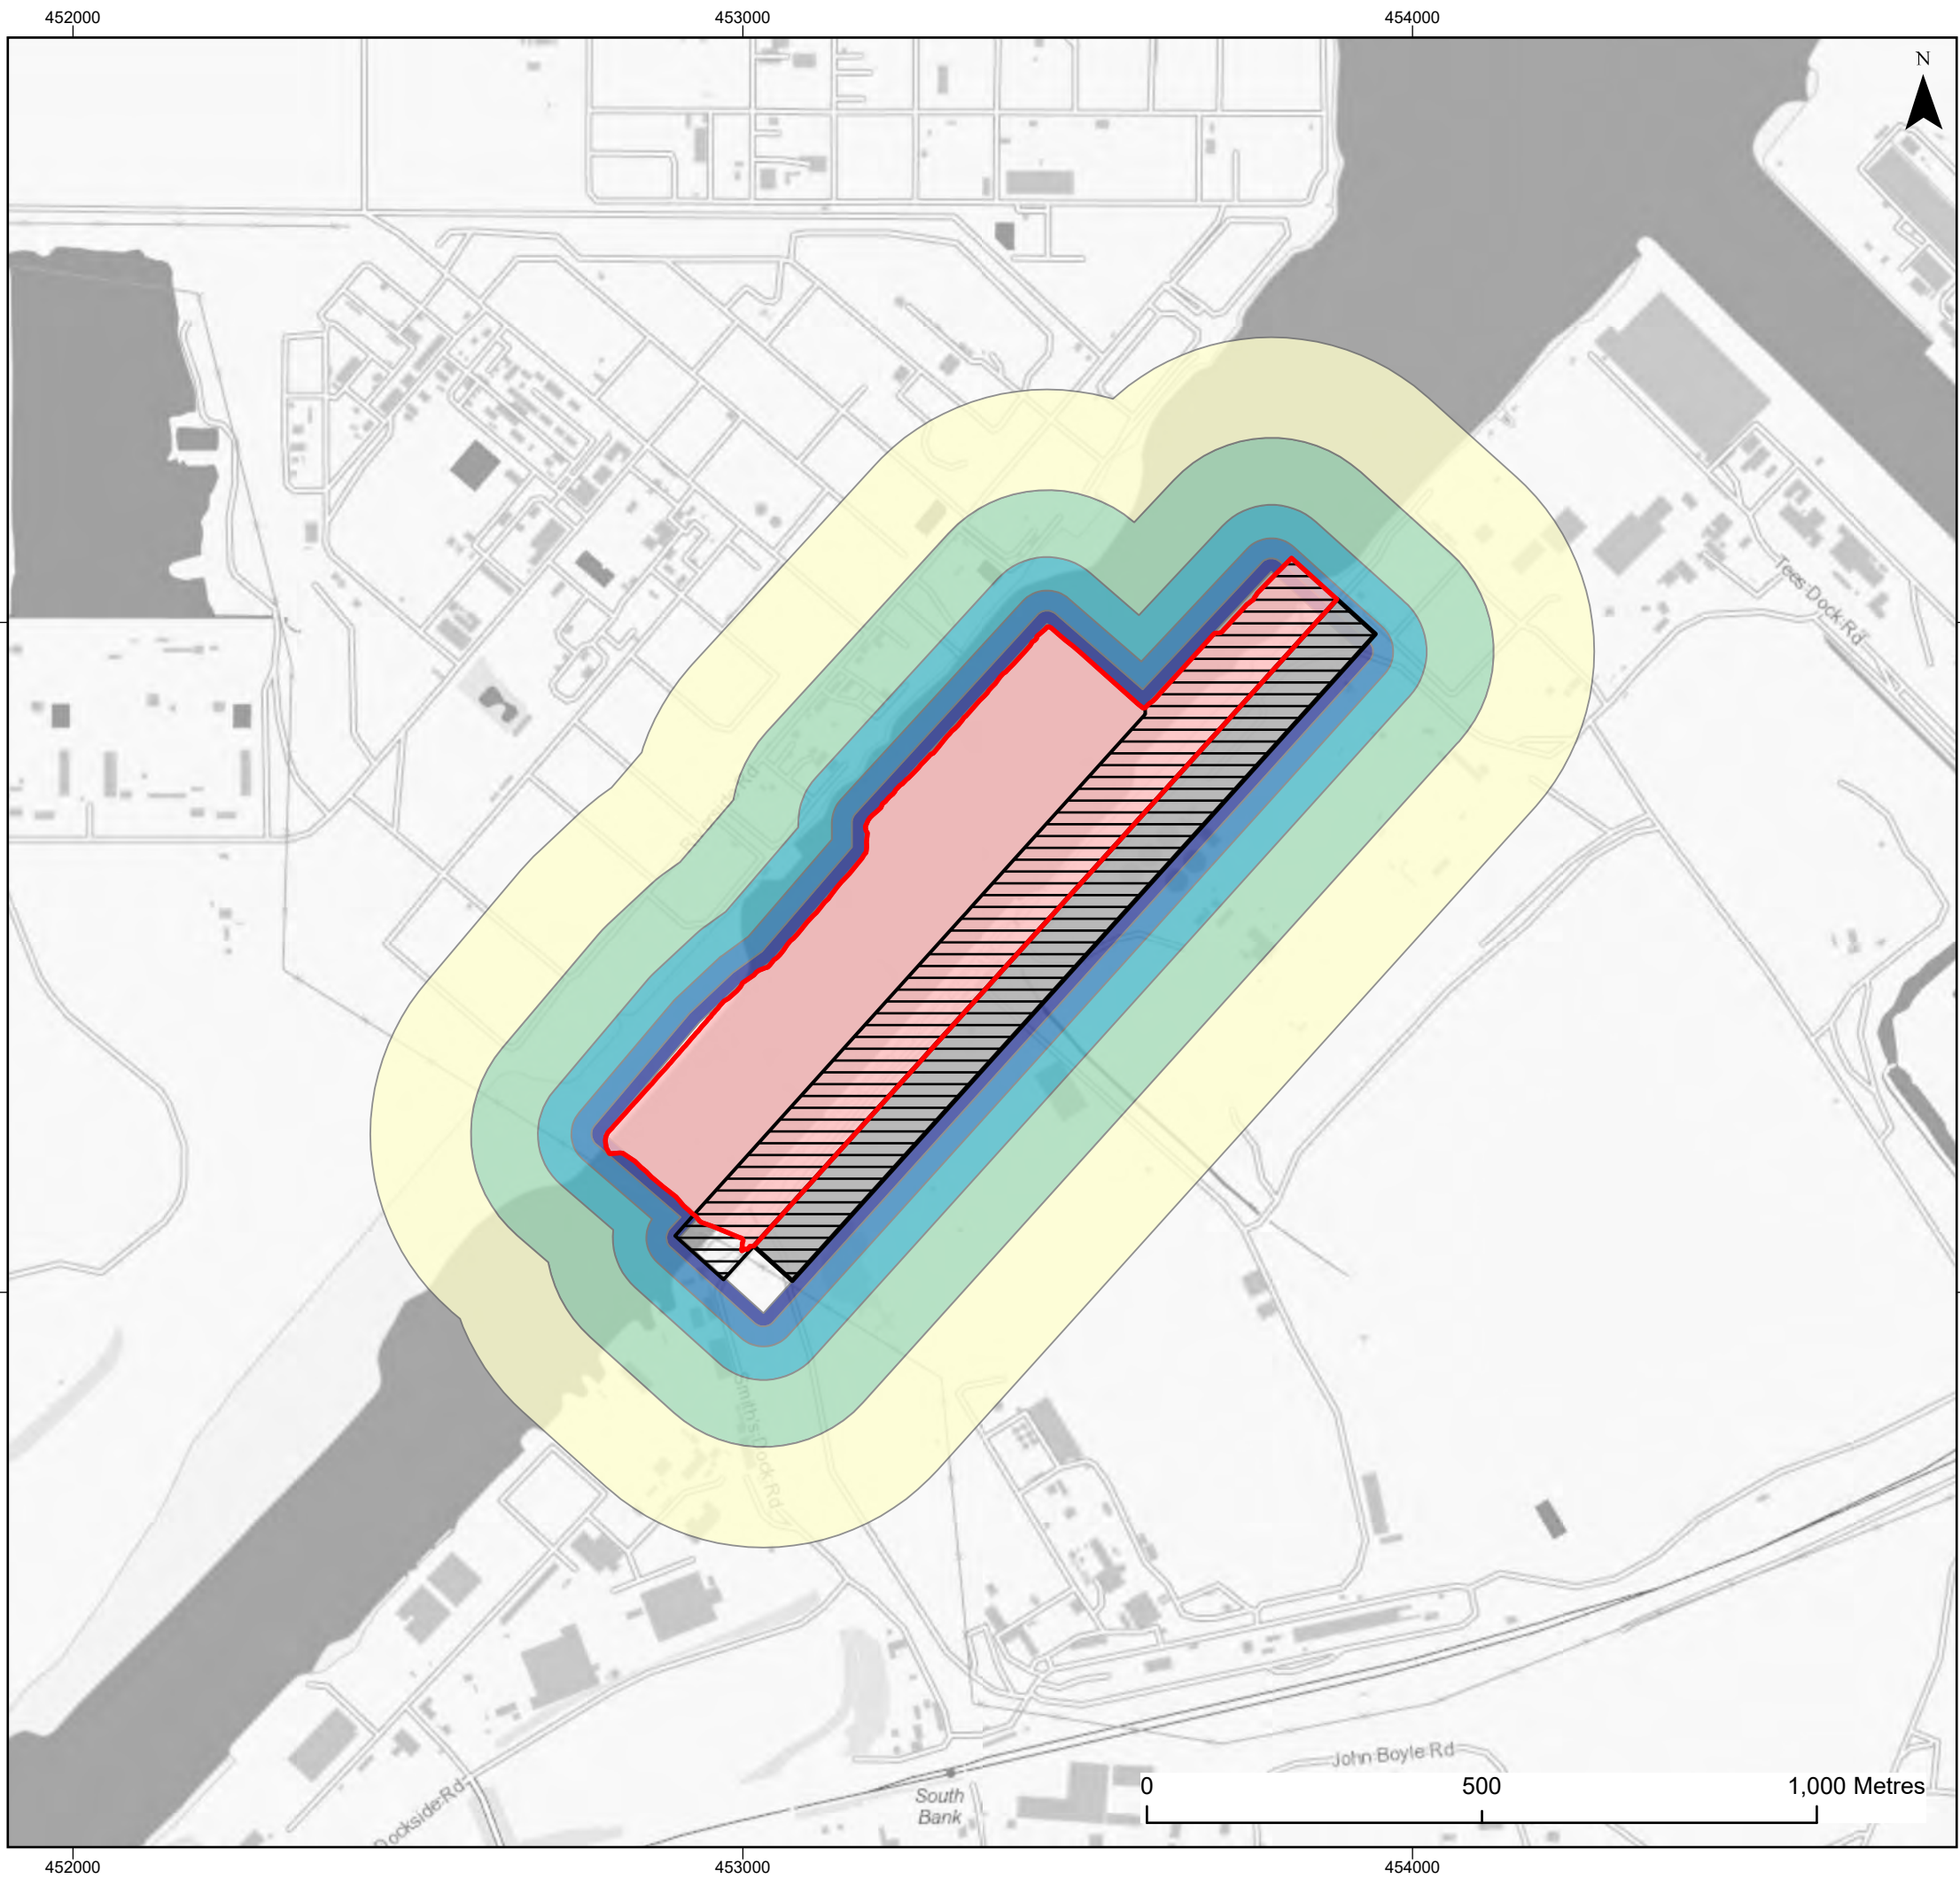 452000
453000
454000
N
Tees Dock Rd
Smith's Dock Rd
John Boyle Rd
0
500
1,000 Metres
South
Bank
Dockside Rd
452000
453000
454000